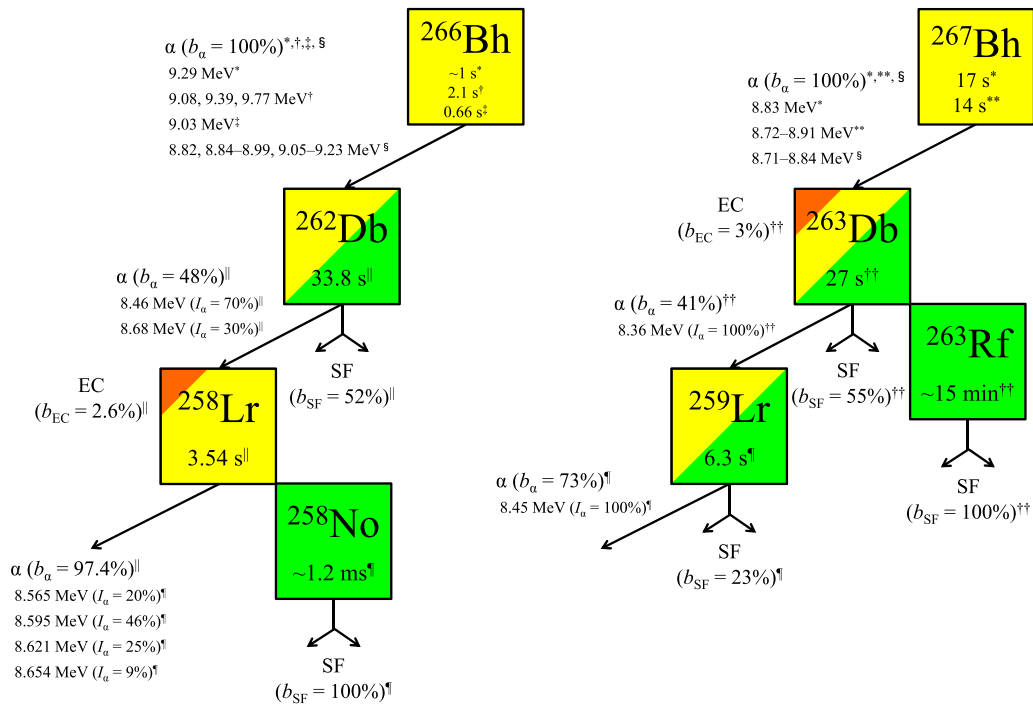 α (bα = 100%)*,†,‡, §
9.29 MeV*
9.08, 9.39, 9.77 MeV†
9.03 MeV‡
8.82, 8.84–8.99, 9.05–9.23 MeV§
266Bh
~1 s*
2.1 s†
0.66 s‡
262Db
33.8 s||
α (bα = 48%)||
8.46 MeV (Iα = 70%)||
8.68 MeV (Iα = 30%)||
SF
(bSF = 52%)||
EC
(bEC = 2.6%)||
258Lr
3.54 s||
258No
~1.2 ms¶
α (bα = 97.4%)||
8.565 MeV (Iα = 20%)¶
8.595 MeV (Iα = 46%)¶
8.621 MeV (Iα = 25%)¶
8.654 MeV (Iα = 9%)¶
SF
(bSF = 100%)¶
α (bα = 100%)*,**, §
8.83 MeV*
8.72–8.91 MeV**
8.71–8.84 MeV§
267Bh
17 s*
14 s**
EC
(bEC = 3%)††
263Db
27 s††
α (bα = 41%)††
8.36 MeV (Iα = 100%)††
SF
(bSF = 55%)††
263Rf
~15 min††
259Lr
6.3 s¶
α (bα = 73%)¶
8.45 MeV (Iα = 100%)¶
SF
(bSF = 23%)¶
SF
(bSF = 100%)††